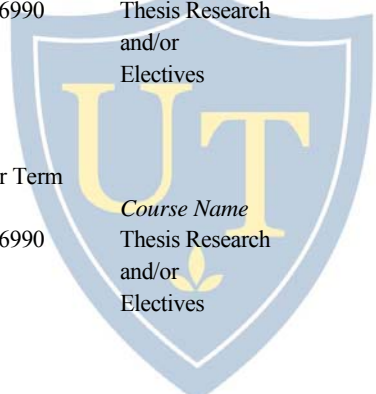 6990 Thesis Research
and/or
Electives
UT
r Term
Course Name
6990 Thesis Research
and/or
Electives